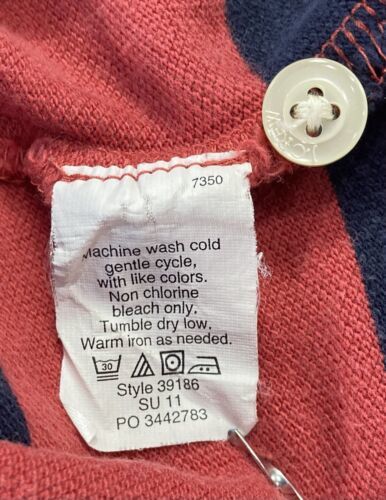 7350
Machine wash cold
gentle cycle,
with like colors.
Non chlorine
bleach only.
Tumble dry low.
Warm iron as needed.
30
Style 39186
SU 11
PO 3442783
J.CREW